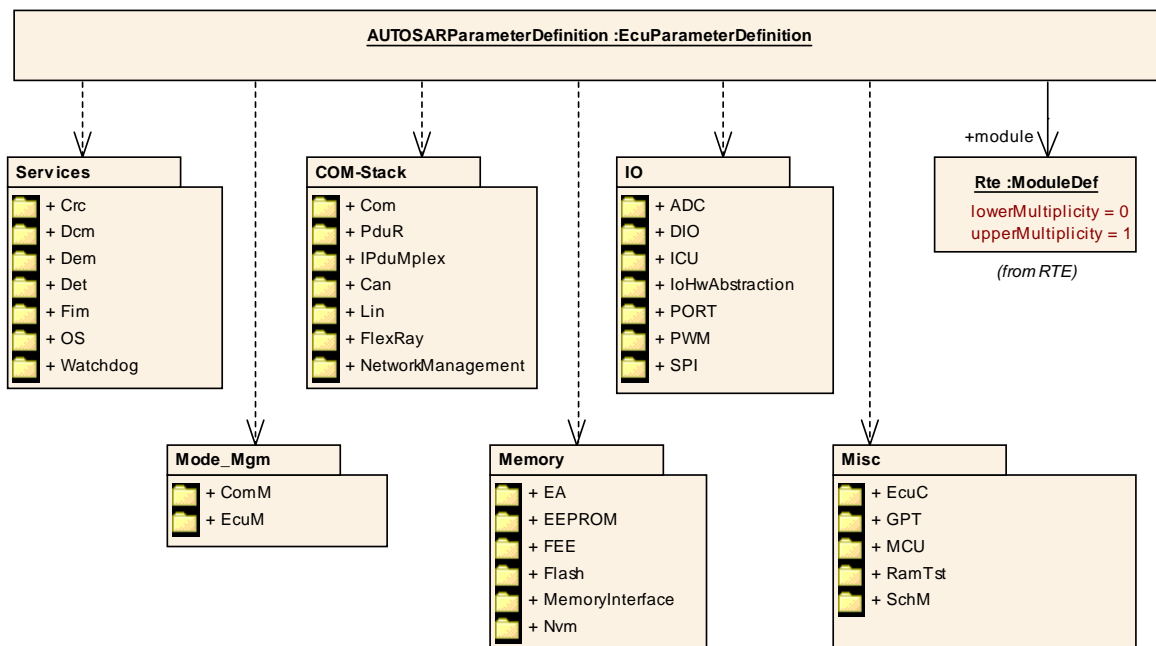 AUTOSARParameterDefinition :EcuParameterDefinition
+module
Services
+ Crc
+ Dcm
+ Dem
+ Det
+ Fim
+ OS
+ Watchdog
COM-Stack
+ Com
+ PduR
+ IPduMplex
+ Can
+ Lin
+ FlexRay
+ NetworkManagement
IO
+ ADC
+ DIO
+ ICU
+ IoHwAbstraction
+ PORT
+ PWM
+ SPI
Rte :ModuleDef
lowerMultiplicity = 0
upperMultiplicity = 1
(from RTE)
Mode_Mgm
+ ComM
+ EcuM
Memory
+ EA
+ EEPROM
+ FEE
+ Flash
+ MemoryInterface
+ Nvm
Misc
+ EcuC
+ GPT
+ MCU
+ RamTst
+ SchM